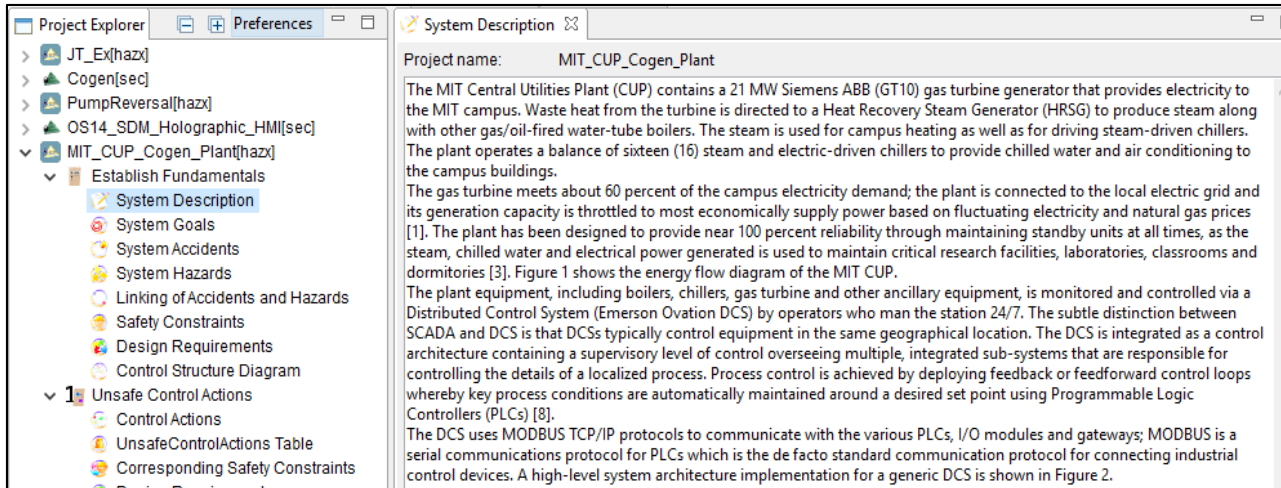 Project Explorer
Preferences
JT_Ex[hazx]
Cogen[sec]
PumpReversal[hazx]
OS14_SDM_Holographic_HMI[sec]
MIT_CUP_Cogen_Plant[hazx]
Establish Fundamentals
System Description
System Goals
System Accidents
System Hazards
Linking of Accidents and Hazards
Safety Constraints
Design Requirements
Control Structure Diagram
Unsafe Control Actions
Control Actions
UnsafeControlActions Table
Corresponding Safety Constraints
System Description
Project name: MIT_CUP_Cogen_Plant
The MIT Central Utilities Plant (CUP) contains a 21 MW Siemens ABB (GT10) gas turbine generator that provides electricity to
the MIT campus. Waste heat from the turbine is directed to a Heat Recovery Steam Generator (HRSG) to produce steam along
with other gas/oil-fired water-tube boilers. The steam is used for campus heating as well as for driving steam-driven chillers.
The plant operates a balance of sixteen (16) steam and electric-driven chillers to provide chilled water and air conditioning to
the campus buildings.
The gas turbine meets about 60 percent of the campus electricity demand; the plant is connected to the local electric grid and
its generation capacity is throttled to most economically supply power based on fluctuating electricity and natural gas prices
[1]. The plant has been designed to provide near 100 percent reliability through maintaining standby units at all times, as the
steam, chilled water and electrical power generated is used to maintain critical research facilities, laboratories, classrooms and
dormitories [3]. Figure 1 shows the energy flow diagram of the MIT CUP.
The plant equipment, including boilers, chillers, gas turbine and other ancillary equipment, is monitored and controlled via a
Distributed Control System (Emerson Ovation DCS) by operators who man the station 24/7. The subtle distinction between
SCADA and DCS is that DCSs typically control equipment in the same geographical location. The DCS is integrated as a control
architecture containing a supervisory level of control overseeing multiple, integrated sub-systems that are responsible for
controlling the details of a localized process. Process control is achieved by deploying feedback or feedforward control loops
whereby key process conditions are automatically maintained around a desired set point using Programmable Logic
Controllers (PLCs) [8].
The DCS uses MODBUS TCP/IP protocols to communicate with the various PLCs, I/O modules and gateways; MODBUS is a
serial communications protocol for PLCs which is the de facto standard communication protocol for connecting industrial
control devices. A high-level system architecture implementation for a generic DCS is shown in Figure 2.